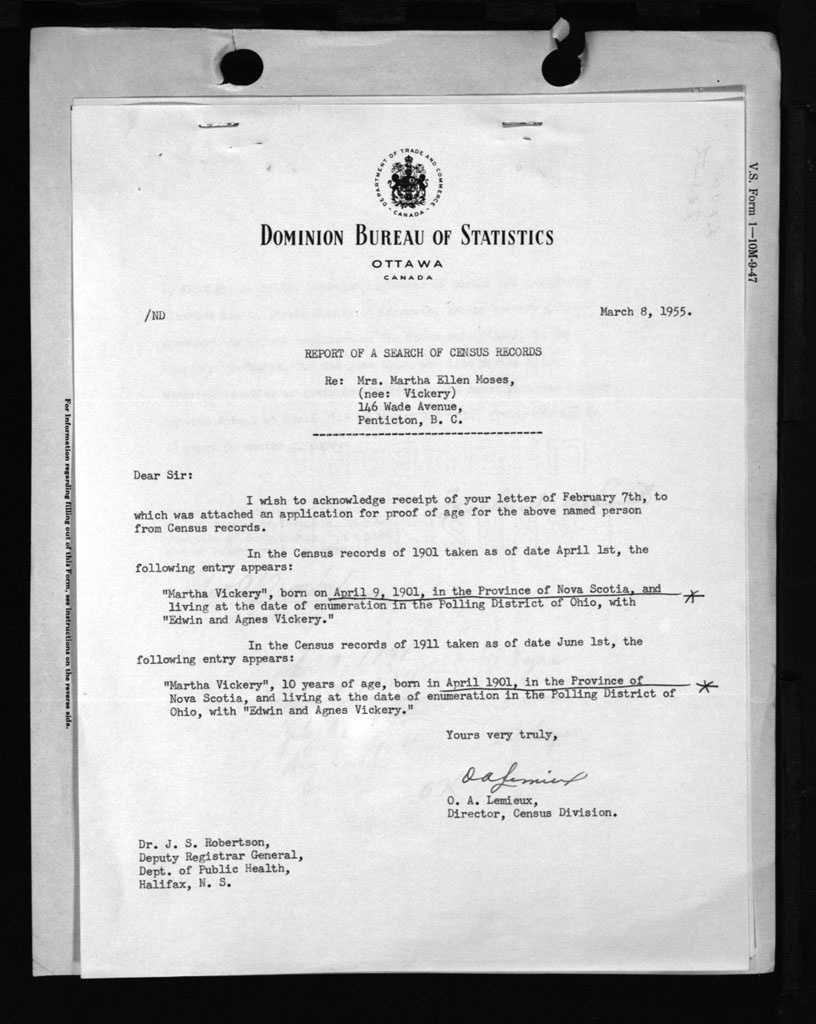 DEPARTMENT OF TRADE AND COMMERCE
CANADA
DOMINION BUREAU OF STATISTICS
OTTAWA
CANADA
/ND
March 8, 1955.
REPORT OF A SEARCH OF CENSUS RECORDS
Re: Mrs. Martha Ellen Moses,
(nee: Vickery)
146 Wade Avenue,
Penticton, B. C.
Dear Sir:
I wish to acknowledge receipt of your letter of February 7th, to
which was attached an application for proof of age for the above named person
from Census records.
In the Census records of 1901 taken as of date April 1st, the
following entry appears:
"Martha Vickery", born on April 9, 1901, in the Province of Nova Scotia, and
living at the date of enumeration in the Polling District of Ohio, with
"Edwin and Agnes Vickery."
In the Census records of 1911 taken as of date June 1st, the
following entry appears:
"Martha Vickery", 10 years of age, born in April 1901, in the Province of
Nova Scotia, and living at the date of enumeration in the Polling District of
Ohio, with "Edwin and Agnes Vickery."
Yours very truly,
O A Lemieux
O. A. Lemieux,
Director, Census Division.
Dr. J. S. Robertson,
Deputy Registrar General,
Dept. of Public Health,
Halifax, N. S.
V.S. Form 1—10M-9-47
For Information regarding filling out of this Form, see instructions on the reverse side.